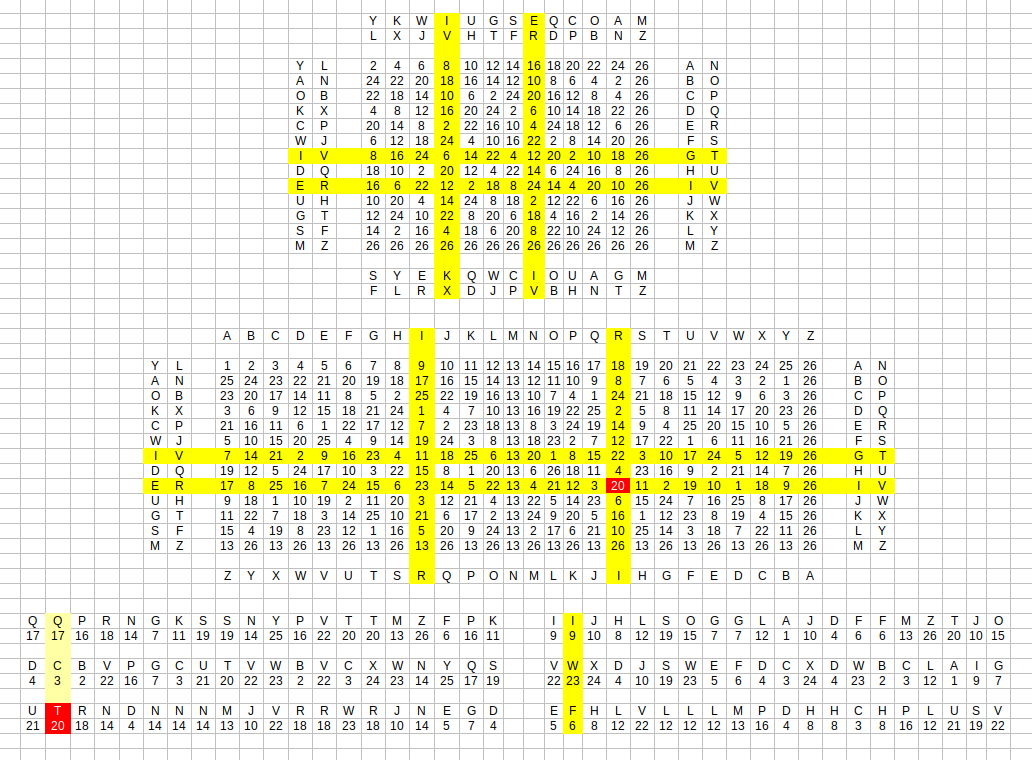 Y K W I U G S E Q C O A M
L X J V H T F R D P B N Z
Y L 2 4 6 8 10 12 14 16 18 20 22 24 26 A N
A N 24 22 20 18 16 14 12 10 8 6 4 2 26 B O
O B 22 18 14 10 6 2 24 20 16 12 8 4 26 C P
K X 4 8 12 16 20 24 2 6 10 14 18 22 26 D Q
C P 20 14 8 2 22 16 10 4 24 18 12 6 26 E R
W J 6 12 18 24 4 10 16 22 2 8 14 20 26 F S
I V 8 16 24 6 14 22 4 12 20 2 10 18 26 G T
D Q 18 10 2 20 12 4 22 14 6 24 16 8 26 H U
E R 16 6 22 12 2 18 8 24 14 4 20 10 26 I V
U H 10 20 4 14 24 8 18 2 12 22 6 16 26 J W
G T 12 24 10 22 8 20 6 18 4 16 2 14 26 K X
S F 14 2 16 4 18 6 20 8 22 10 24 12 26 L Y
M Z 26 26 26 26 26 26 26 26 26 26 26 26 26 M Z
S Y E K Q W C I O U A G M
F L R X D J P V B H N T Z
A B C D E F G H I J K L M N O P Q R S T U V W X Y Z
Y L 1 2 3 4 5 6 7 8 9 10 11 12 13 14 15 16 17 18 19 20 21 22 23 24 25 26 A N
A N 25 24 23 22 21 20 19 18 17 16 15 14 13 12 11 10 9 8 7 6 5 4 3 2 1 26 B O
O B 23 20 17 14 11 8 5 2 25 22 19 16 13 10 7 4 1 24 21 18 15 12 9 6 3 26 C P
K X 3 6 9 12 15 18 21 24 1 4 7 10 13 16 19 22 25 2 5 8 11 14 17 20 23 26 D Q
C P 21 16 11 6 1 22 17 12 7 2 23 18 13 8 3 24 19 14 9 4 25 20 15 10 5 26 E R
W J 5 10 15 20 25 4 9 14 19 24 3 8 13 18 23 2 7 12 17 22 1 6 11 16 21 26 F S
I V 7 14 21 2 9 16 23 4 11 18 25 6 13 20 1 8 15 22 3 10 17 24 5 12 19 26 G T
D Q 19 12 5 24 17 10 3 22 15 8 1 20 13 6 26 18 11 4 23 16 9 2 21 14 7 26 H U
E R 17 8 25 16 7 24 15 6 23 14 5 22 13 4 21 12 3 20 11 2 19 10 1 18 9 26 I V
U H 9 18 1 10 19 2 11 20 3 12 21 4 13 22 5 14 23 6 15 24 7 16 25 8 17 26 J W
G T 11 22 7 18 3 14 25 10 21 6 17 2 13 24 9 20 5 16 1 12 23 8 19 4 15 26 K X
S F 15 4 19 8 23 12 1 16 5 20 9 24 13 2 17 6 21 10 25 14 3 18 7 22 11 26 L Y
M Z 13 26 13 26 13 26 13 26 13 26 13 26 13 26 13 26 13 26 13 26 13 26 13 26 13 26 M Z
Z Y X W V U T S R Q P O N M L K J I H G F E D C B A
Q Q P R N G K S S N Y P V T T M Z F P K I I J H L S O G G L A J D F F M Z T J O
17 17 16 18 14 7 11 19 19 14 25 16 22 20 20 13 26 6 16 11 9 9 10 8 12 19 15 7 7 12 1 10 4 6 6 13 26 20 10 15
D C B V P G C U T V W B V C X W N Y Q S V W X D J S W E F D C X D W B C L A I G
4 3 2 22 16 7 3 21 20 22 23 2 22 3 24 23 14 25 17 19 22 23 24 4 10 19 23 5 6 4 3 24 4 23 2 3 12 1 9 7
U T R N D N N N M J V R R W R J N E G D E F H L V L L L M P D H H C H P L U S V
21 20 18 14 4 14 14 14 13 10 22 18 18 23 18 10 14 5 7 4 5 6 8 12 22 12 12 12 13 16 4 8 8 3 8 16 12 21 19 22